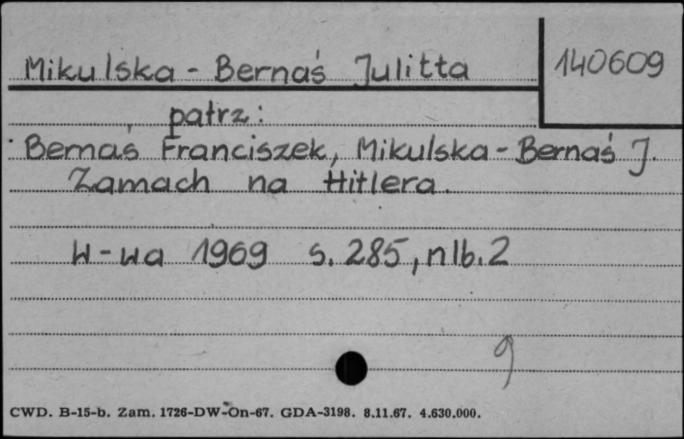 Mikulska - Bernaś Julitta
140609
patrz:
Bernaś Franciszek, Mikulska - Bernaś J.
Zamach na Hitlera.
W-wa 1969 s. 285, nlb. 2
9
CWD. B-15-b. Zam. 1726-DW-On-67. GDA-3198. 8.11.67. 4.630.000.